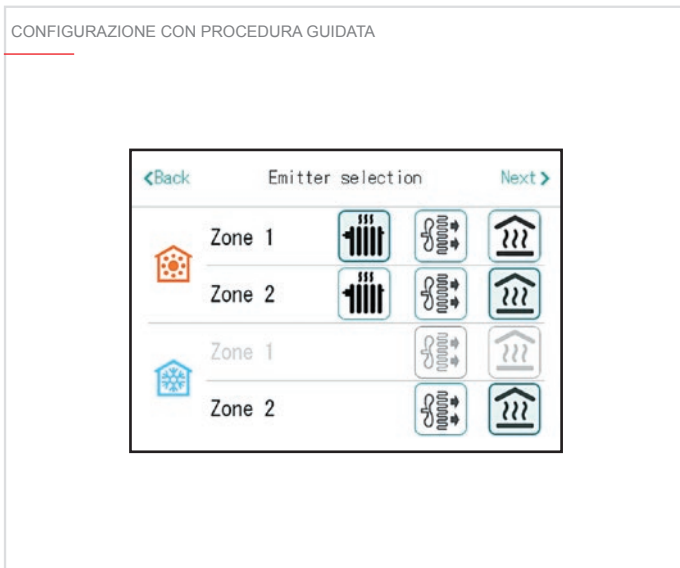 CONFIGURAZIONE CON PROCEDURA GUIDATA
<Back Emitter selection Next>
Zone 1
Zone 2
Zone 1
Zone 2